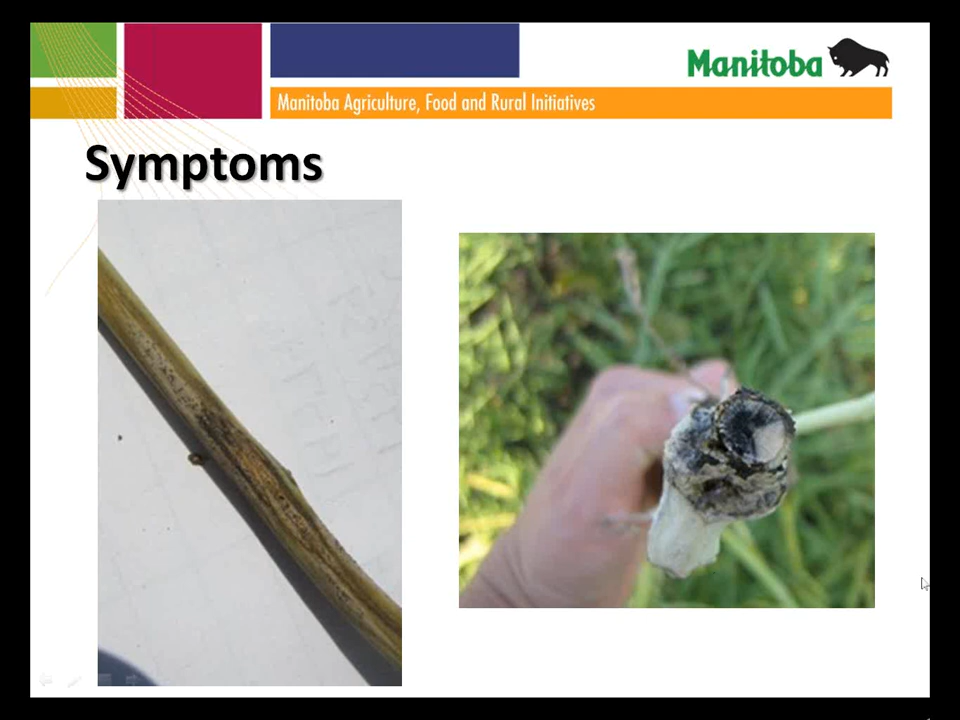 Manitoba
Manitoba Agriculture, Food and Rural Initiatives
Symptoms